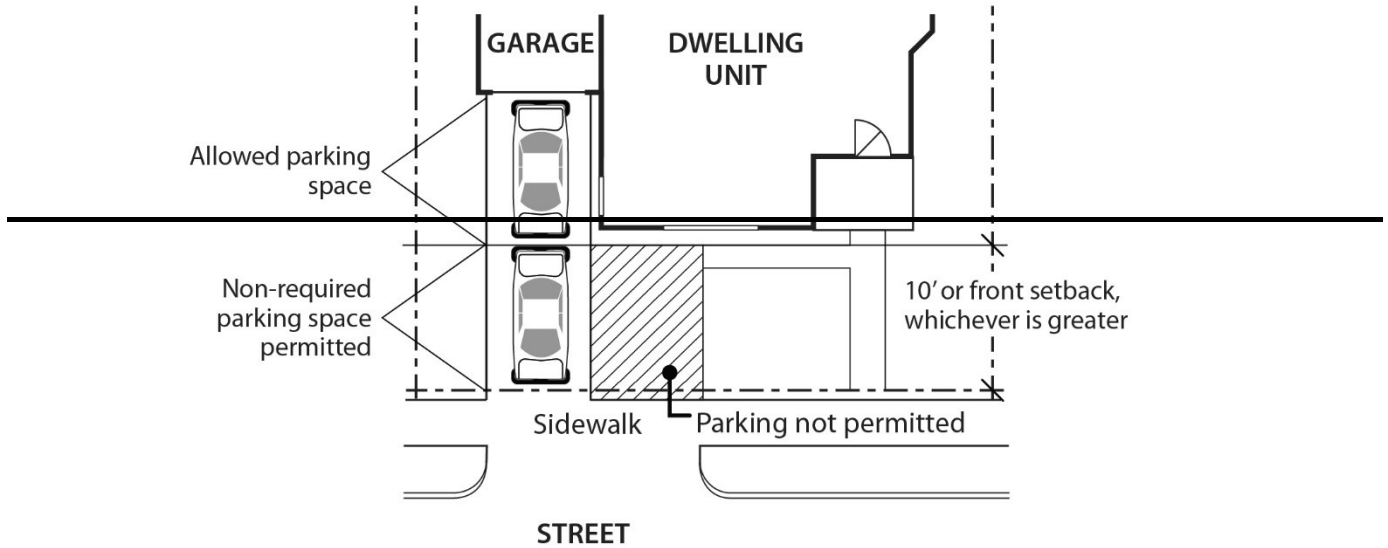 GARAGE
DWELLING
UNIT
Allowed parking
space
Non-required
parking space
permitted
10’ or front setback,
whichever is greater
Sidewalk
Parking not permitted
STREET